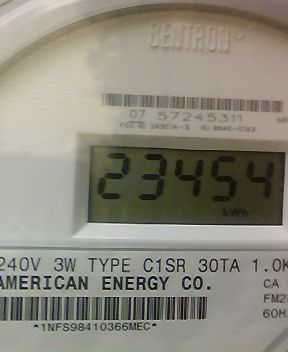 CENTRON®
07 57245311
23454
kWh
240V 3W TYPE C1SR 30TA 1.0K
AMERICAN ENERGY CO.
CA
FM2
60H
*1NFS98410366MEC*